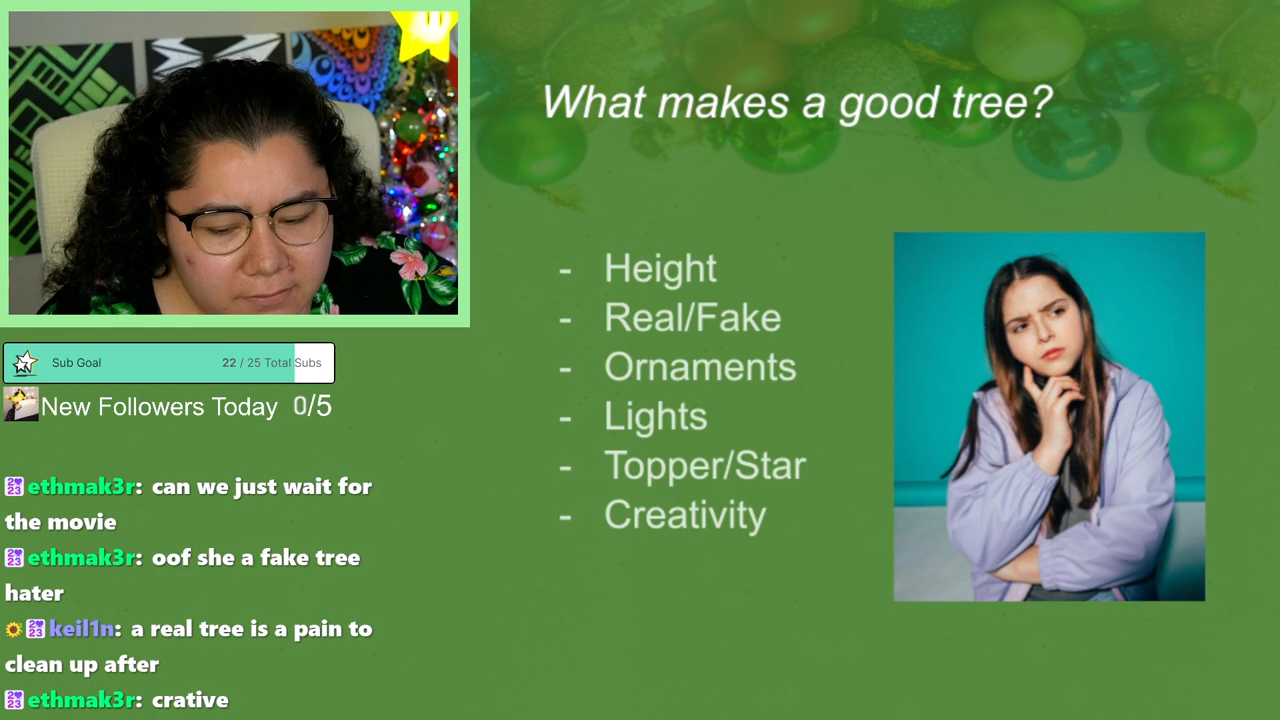 What makes a good tree?
- Height
- Real/Fake
- Ornaments
- Lights
- Topper/Star
- Creativity
Sub Goal 22 / 25 Total Subs
New Followers Today 0/5
ethmak3r: can we just wait for
the movie
ethmak3r: oof she a fake tree
hater
keil1n: a real tree is a pain to
clean up after
ethmak3r: crative